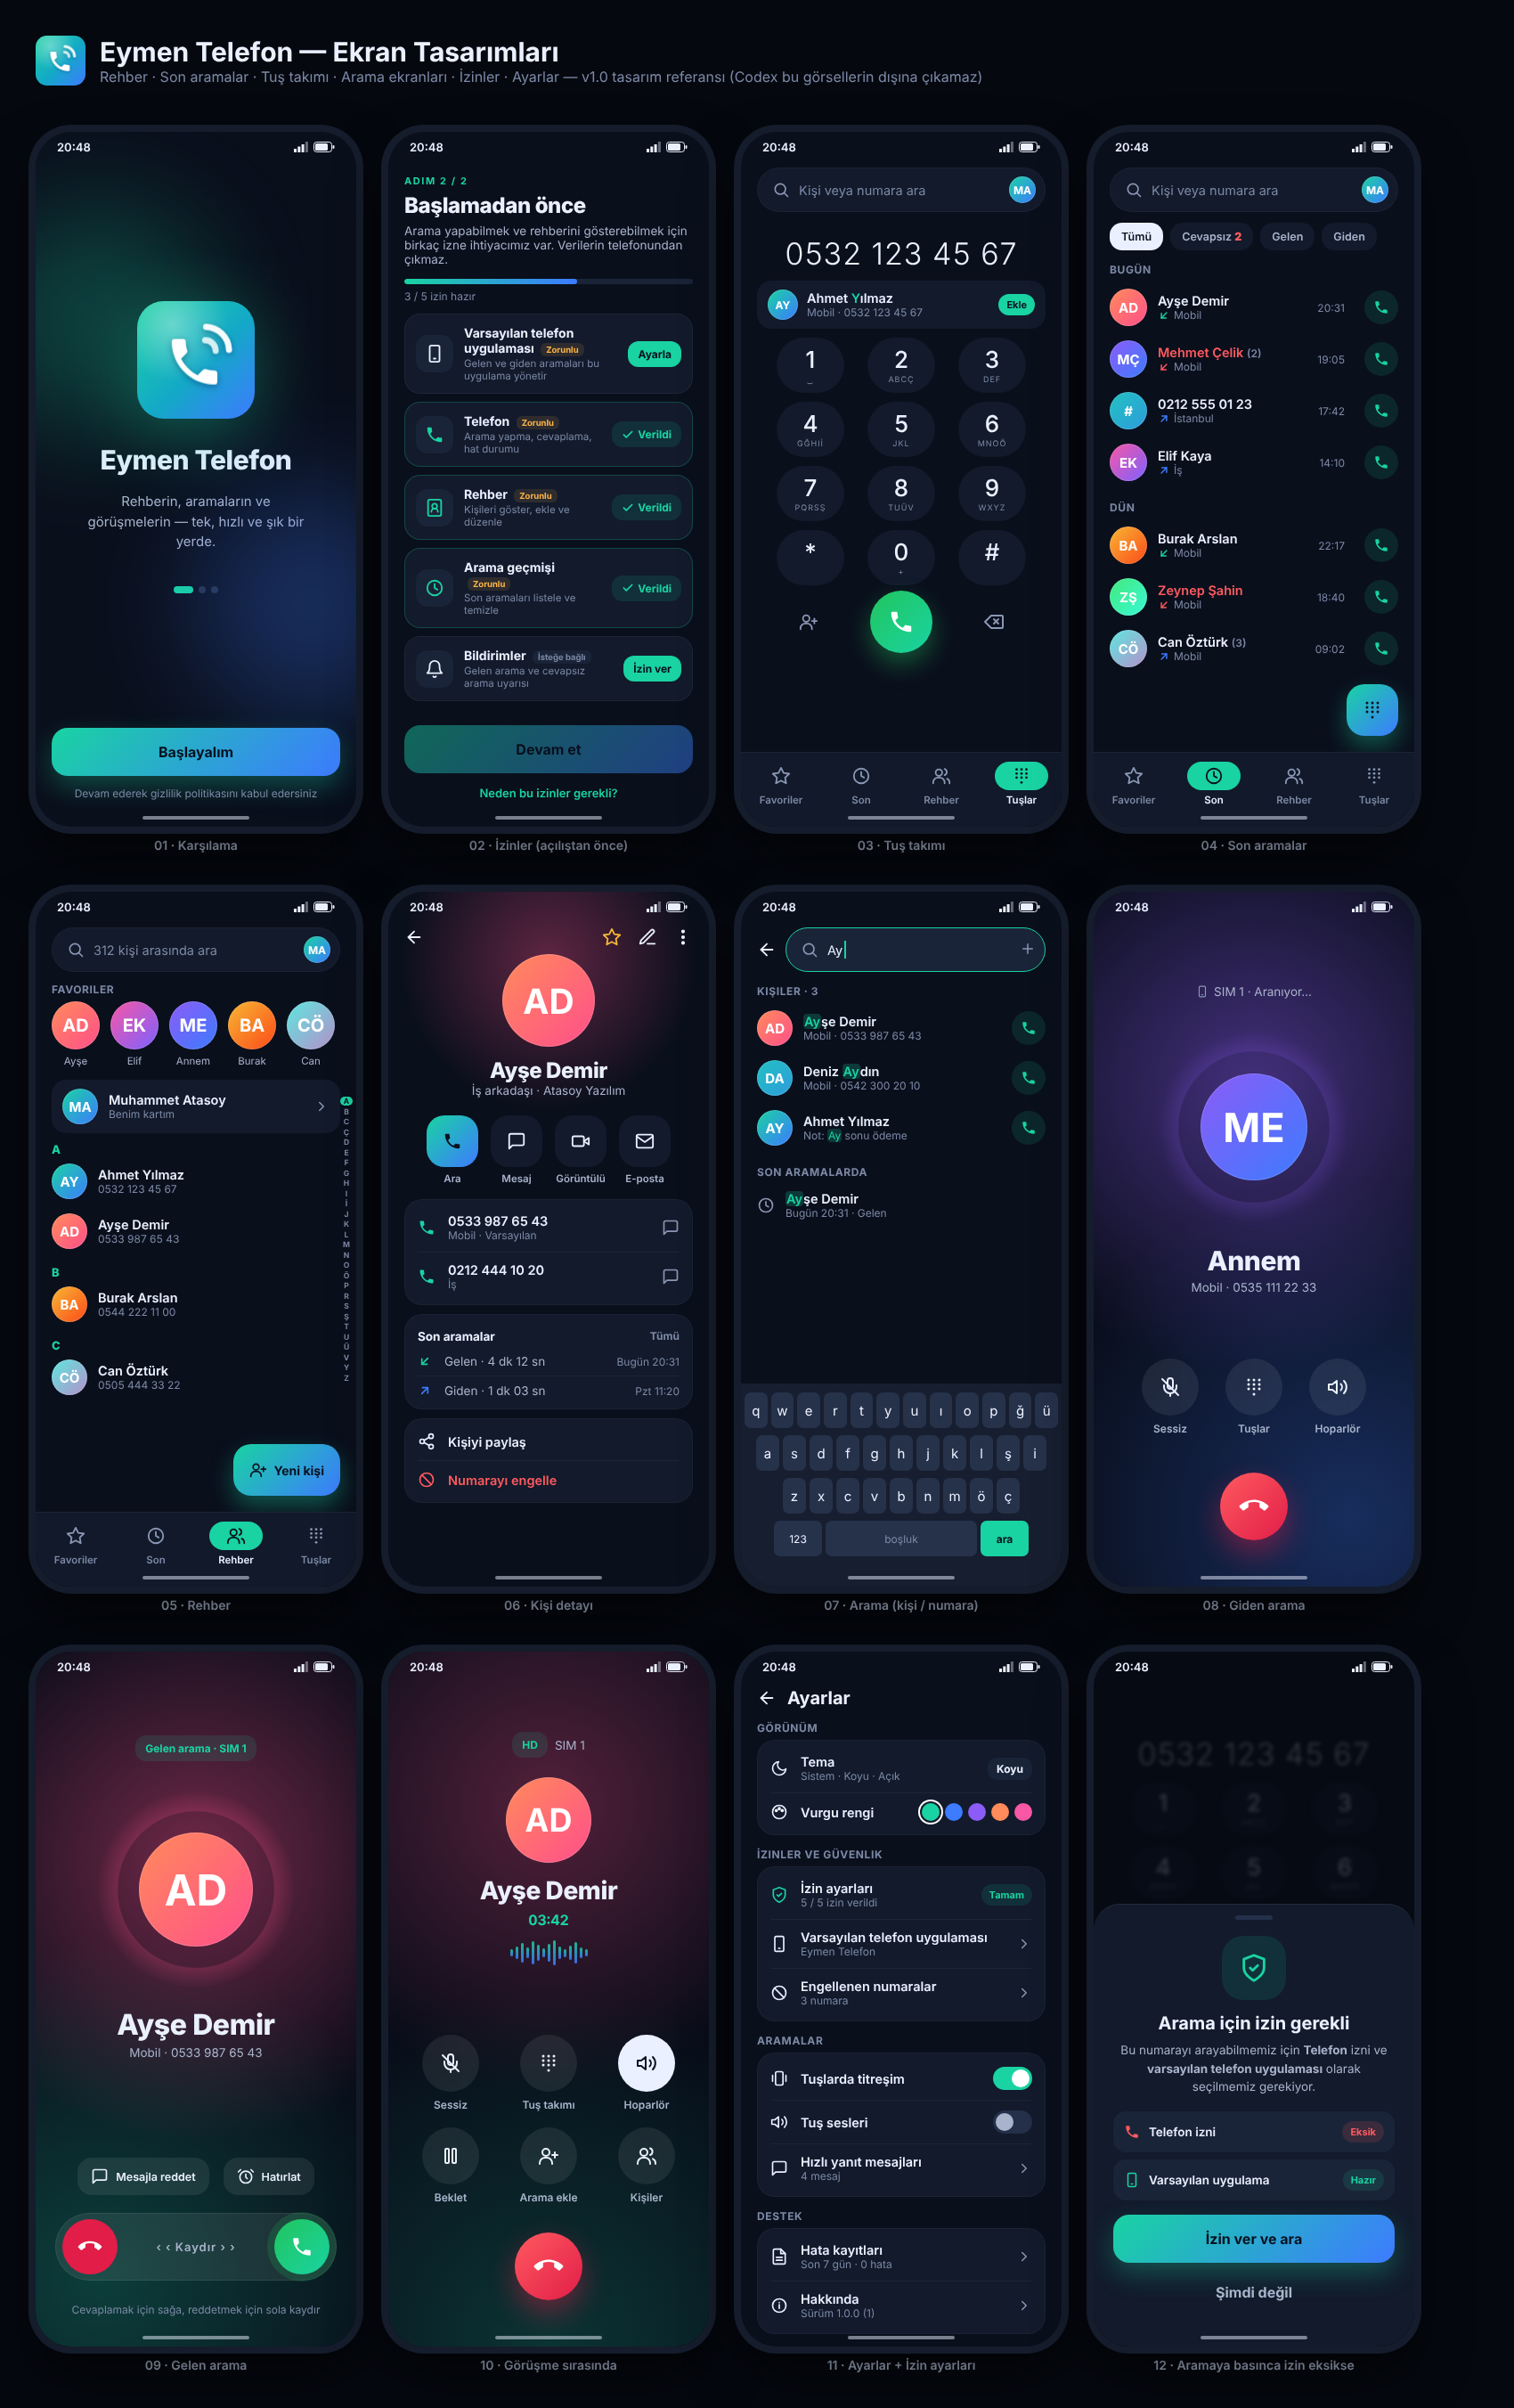 Eymen Telefon — Ekran Tasarımları
Rehber · Son aramalar · Tuş takımı · Arama ekranları · İzinler · Ayarlar — v1.0 tasarım referansı (Codex bu görsellerin dışına çıkamaz)
20:48
Eymen Telefon
Rehberin, aramaların ve
görüşmelerin — tek, hızlı ve şık bir
yerde.
Başlayalım
Devam ederek gizlilik politikasını kabul edersiniz
01 · Karşılama
20:48
ADIM 2 / 2
Başlamadan önce
Arama yapabilmek ve rehberini gösterebilmek için
birkaç izne ihtiyacımız var. Verilerin telefonundan
çıkmaz.
3 / 5 izin hazır
Varsayılan telefon
uygulaması Zorunlu
Gelen ve giden aramaları bu
uygulama yönetir
Ayarla
Telefon Zorunlu
Arama yapma, cevaplama,
hat durumu
Verildi
Rehber Zorunlu
Kişileri göster, ekle ve
düzenle
Verildi
Arama geçmişi
Zorunlu
Son aramaları listele ve
temizle
Verildi
Bildirimler İsteğe bağlı
Gelen arama ve cevapsız
arama uyarısı
İzin ver
Devam et
Neden bu izinler gerekli?
02 · İzinler (açılıştan önce)
20:48
Kişi veya numara ara
MA
0532 123 45 67
AY
Ahmet Yılmaz
Mobil · 0532 123 45 67
Ekle
1 2 3
ABCÇ DEF
4 5 6
GĞHIİ JKL MNOÖ
7 8 9
PQRSŞ TUÜV WXYZ
* 0 #
+
Favoriler Son Rehber Tuşlar
03 · Tuş takımı
20:48
Kişi veya numara ara
MA
Tümü Cevapsız 2 Gelen Giden
BUGÜN
AD
Ayşe Demir
Mobil
20:31
MÇ
Mehmet Çelik (2)
Mobil
19:05
#
0212 555 01 23
İstanbul
17:42
EK
Elif Kaya
İş
14:10
DÜN
BA
Burak Arslan
Mobil
22:17
ZŞ
Zeynep Şahin
Mobil
18:40
CÖ
Can Öztürk (3)
Mobil
09:02
Favoriler Son Rehber Tuşlar
04 · Son aramalar
20:48
312 kişi arasında ara
MA
FAVORİLER
AD EK ME BA CÖ
Ayşe Elif Annem Burak Can
MA
Muhammet Atasoy
Benim kartım
A
AY
Ahmet Yılmaz
0532 123 45 67
AD
Ayşe Demir
0533 987 65 43
B
BA
Burak Arslan
0544 222 11 00
C
CÖ
Can Öztürk
0505 444 33 22
A
B
C
Ç
D
E
F
G
H
I
İ
J
K
L
M
N
O
Ö
P
R
S
Ş
T
U
Ü
V
Y
Z
Yeni kişi
Favoriler Son Rehber Tuşlar
05 · Rehber
20:48
AD
Ayşe Demir
İş arkadaşı · Atasoy Yazılım
Ara Mesaj Görüntülü E-posta
0533 987 65 43
Mobil · Varsayılan
0212 444 10 20
İş
Son aramalar Tümü
Gelen · 4 dk 12 sn Bugün 20:31
Giden · 1 dk 03 sn Pzt 11:20
Kişiyi paylaş
Numarayı engelle
06 · Kişi detayı
20:48
Ay
KIŞILER · 3
AD
Ayşe Demir
Mobil · 0533 987 65 43
DA
Deniz Aydın
Mobil · 0542 300 20 10
AY
Ahmet Yılmaz
Not: Ay sonu ödeme
SON ARAMALARDA
Ayşe Demir
Bugün 20:31 · Gelen
q w e r t y u ı o p ğ ü
a s d f g h j k l ş i
z x c v b n m ö ç
123 boşluk ara
07 · Arama (kişi / numara)
20:48
SIM 1 · Aranıyor...
ME
Annem
Mobil · 0535 111 22 33
Sessiz Tuşlar Hoparlör
08 · Giden arama
20:48
Gelen arama · SIM 1
AD
Ayşe Demir
Mobil · 0533 987 65 43
Mesajla reddet Hatırlat
‹ ‹ Kaydır › ›
Cevaplamak için sağa, reddetmek için sola kaydır
09 · Gelen arama
20:48
HD SIM 1
AD
Ayşe Demir
03:42
Sessiz Tuş takımı Hoparlör
Beklet Arama ekle Kişiler
10 · Görüşme sırasında
20:48
Ayarlar
GÖRÜNÜM
Tema
Sistem · Koyu · Açık
Koyu
Vurgu rengi
İZINLER VE GÜVENLIK
İzin ayarları
5 / 5 izin verildi
Tamam
Varsayılan telefon uygulaması
Eymen Telefon
Engellenen numaralar
3 numara
ARAMALAR
Tuşlarda titreşim
Tuş sesleri
Hızlı yanıt mesajları
4 mesaj
DESTEK
Hata kayıtları
Son 7 gün · 0 hata
Hakkında
Sürüm 1.0.0 (1)
11 · Ayarlar + İzin ayarları
20:48
0532 123 45 67
1 2 3
4 5 6
Arama için izin gerekli
Bu numarayı arayabilmemiz için Telefon izni ve
varsayılan telefon uygulaması olarak
seçilmemiz gerekiyor.
Telefon izni Eksik
Varsayılan uygulama Hazır
İzin ver ve ara
Şimdi değil
12 · Aramaya basınca izin eksikse